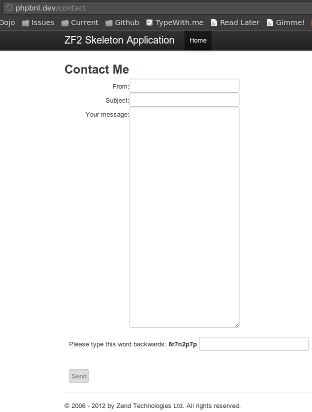 phpbnl.dev/contact
Dojo Issues Current Github TypeWith.me Read Later Gimme!
ZF2 Skeleton Application Home
Contact Me
From:
Subject:
Your message:
Please type this word backwards: 8r7n2p7p
Send
© 2006 - 2012 by Zend Technologies Ltd. All rights reserved.